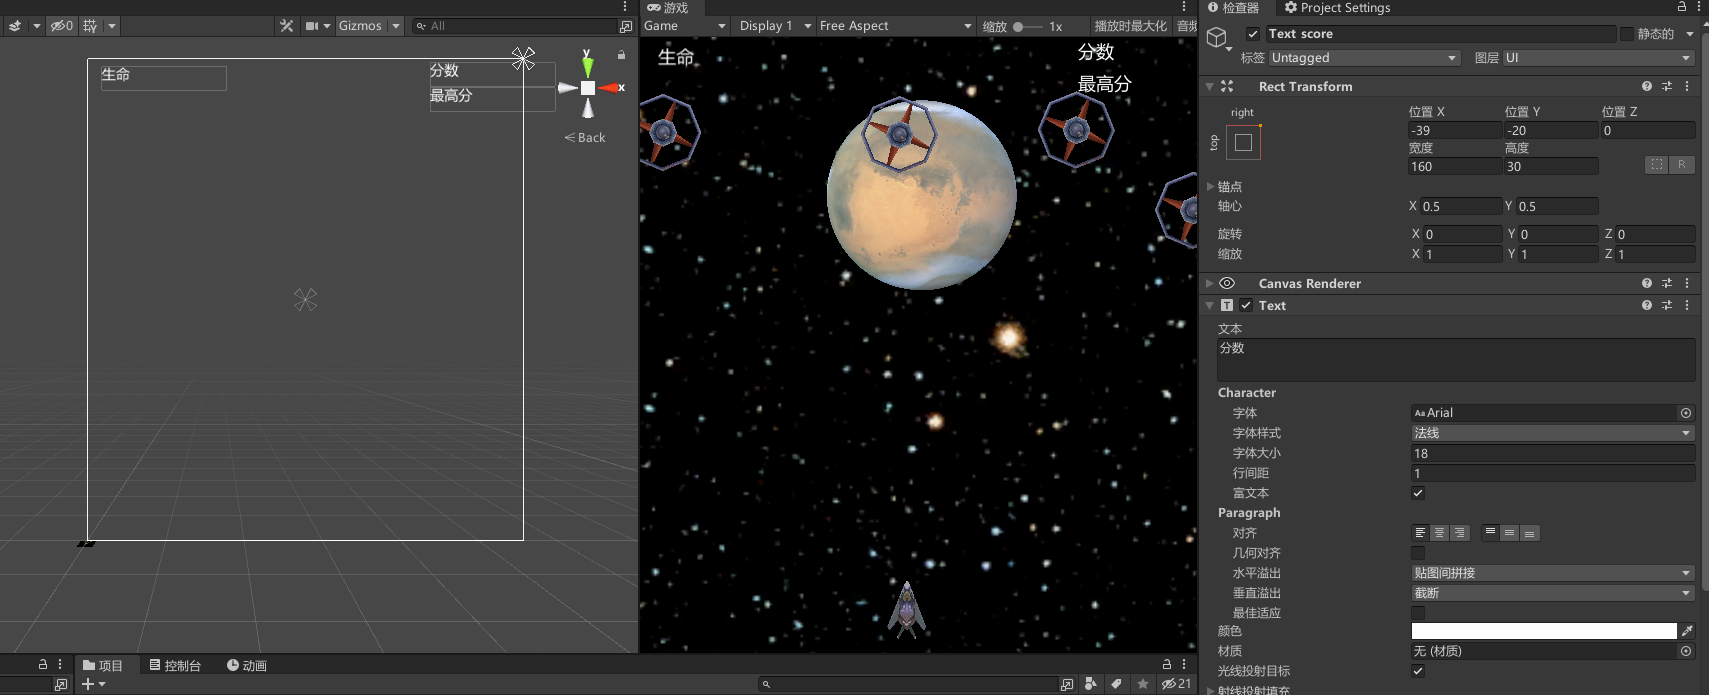 0
Gizmos
All
生命
分数
最高分
y
x
Back
游戏
Game
Display 1
Free Aspect
缩放
1x
播放时最大化
音频
生命
分数
最高分
检查器
Project Settings
Text score
静态的
标签
Untagged
图层
UI
Rect Transform
right
top
位置 X
位置 Y
位置 Z
-39
-20
0
宽度
高度
160
30
R
锚点
轴心
X 0.5
Y 0.5
旋转
X 0
Y 0
Z 0
缩放
X 1
Y 1
Z 1
Canvas Renderer
T
Text
文本
分数
Character
字体
Aa Arial
字体样式
法线
字体大小
18
行间距
1
富文本
Paragraph
对齐
几何对齐
水平溢出
贴图间拼接
垂直溢出
截断
最佳适应
颜色
材质
无 (材质)
光线投射目标
射线投射填充
项目
控制台
动画
21